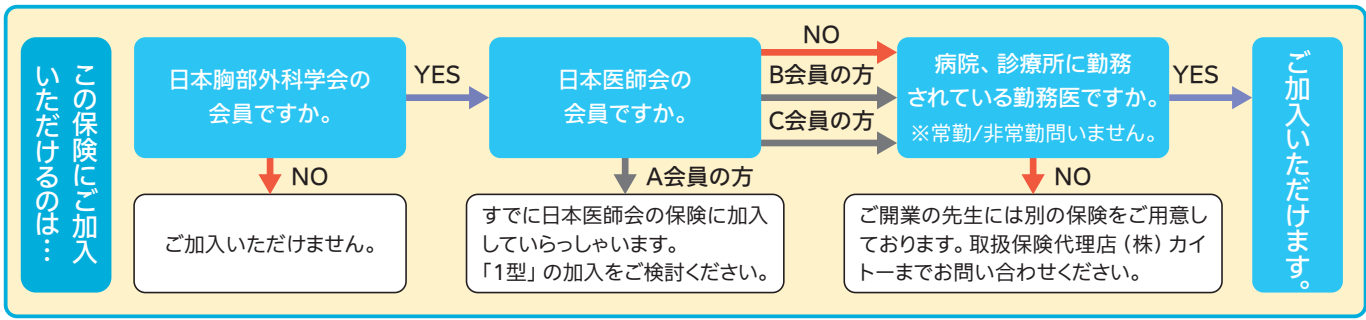 この保険にご加入
いただけるのは…
日本胸部外科学会の
会員ですか。
YES
NO
ご加入いただけません。
日本医師会の
会員ですか。
NO
B会員の方
C会員の方
A会員の方
すでに日本医師会の保険に加入
していらっしゃいます。
「1型」の加入をご検討ください。
病院、診療所に勤務
されている勤務医ですか。
※常勤/非常勤問いません。
YES
NO
ご開業の先生には別の保険をご用意し
ております。取扱保険代理店(株)カイ
トーまでお問い合わせください。
ご加入いただけます。